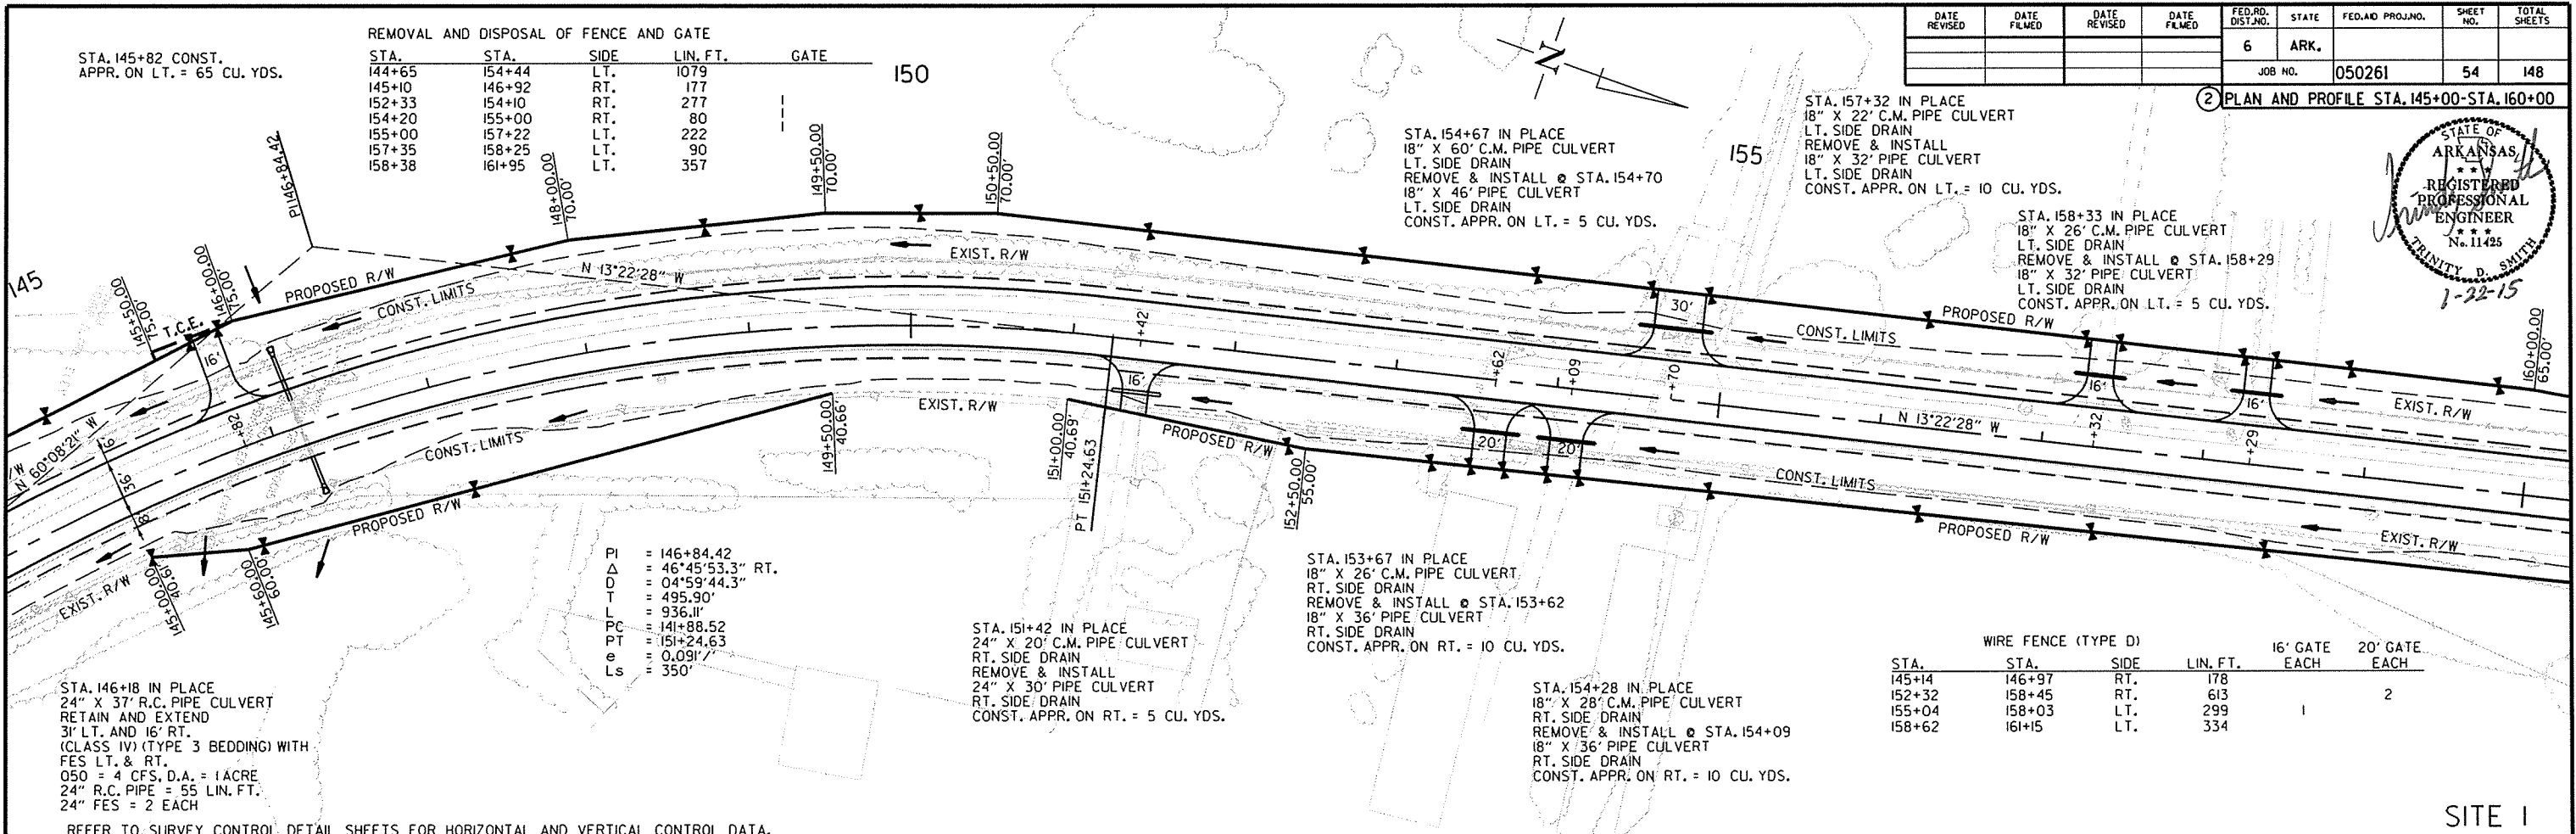 REMOVAL AND DISPOSAL OF FENCE AND GATE
STA. STA. SIDE LIN. FT. GATE
144+65 154+44 LT. 1079
145+10 146+92 RT. 177
152+33 154+10 RT. 277 1
154+20 155+00 RT. 80 1
155+00 157+22 LT. 222 1
157+35 158+25 LT. 90
158+38 161+95 LT. 357
STA. 145+82 CONST.
APPR. ON LT. = 65 CU. YDS.
150
N
DATE REVISED DATE FILMED DATE REVISED DATE FILMED FED.RD. DIST.NO. STATE FED.AID PROJ.NO. SHEET NO. TOTAL SHEETS
6 ARK.
JOB NO. 050261 54 148
2 PLAN AND PROFILE STA. 145+00-STA. 160+00
STATE OF
ARKANSAS
REGISTERED
PROFESSIONAL
ENGINEER
No. 11425
TRINITY D. SMITH
1-22-15
STA. 154+67 IN PLACE
18" X 60' C.M. PIPE CULVERT
LT. SIDE DRAIN
REMOVE & INSTALL @ STA. 154+70
18" X 46' PIPE CULVERT
LT. SIDE DRAIN
CONST. APPR. ON LT. = 5 CU. YDS.
155
STA. 157+32 IN PLACE
18" X 22' C.M. PIPE CULVERT
LT. SIDE DRAIN
REMOVE & INSTALL
18" X 32' PIPE CULVERT
LT. SIDE DRAIN
CONST. APPR. ON LT. = 10 CU. YDS.
STA. 158+33 IN PLACE
18" X 26' C.M. PIPE CULVERT
LT. SIDE DRAIN
REMOVE & INSTALL @ STA. 158+29
18" X 32' PIPE CULVERT
LT. SIDE DRAIN
CONST. APPR. ON LT. = 5 CU. YDS.
145
145+50.00
75.00'
T.C.E.
146+00.00
75.00'
PI 146+84.42
148+00.00
70.00'
149+50.00
70.00'
150+50.00
70.00'
160+00.00
65.00'
PROPOSED R/W
CONST. LIMITS
N 13°22'28" W
EXIST. R/W
30'
CONST. LIMITS
PROPOSED R/W
EXIST. R/W
16'
+82
+42
16'
+62
+09
+70
N 13°22'28" W
+32
16'
+29
16'
R/W
N 60°08'21" W
36'
EXIST. R/W
145+00.00
40.61'
145+60.00
60.00'
CONST. LIMITS
PROPOSED R/W
149+50.00
40.66'
EXIST. R/W
151+00.00
40.69'
PT 151+24.63
PROPOSED R/W
152+50.00
55.00'
20'
20'
CONST. LIMITS
PROPOSED R/W
EXIST. R/W
PI = 146+84.42
Δ = 46°45'53.3" RT.
D = 04°59'44.3"
T = 495.90'
L = 936.11'
PC = 141+88.52
PT = 151+24.63
e = 0.091'/'
Ls = 350'
STA. 146+18 IN PLACE
24" X 37' R.C. PIPE CULVERT
RETAIN AND EXTEND
31' LT. AND 16' RT.
(CLASS IV) (TYPE 3 BEDDING) WITH
FES LT. & RT.
Q50 = 4 CFS, D.A. = 1 ACRE
24" R.C. PIPE = 55 LIN. FT.
24" FES = 2 EACH
STA. 151+42 IN PLACE
24" X 20' C.M. PIPE CULVERT
RT. SIDE DRAIN
REMOVE & INSTALL
24" X 30' PIPE CULVERT
RT. SIDE DRAIN
CONST. APPR. ON RT. = 5 CU. YDS.
STA. 153+67 IN PLACE
18" X 26' C.M. PIPE CULVERT
RT. SIDE DRAIN
REMOVE & INSTALL @ STA. 153+62
18" X 36' PIPE CULVERT
RT. SIDE DRAIN
CONST. APPR. ON RT. = 10 CU. YDS.
STA. 154+28 IN PLACE
18" X 28' C.M. PIPE CULVERT
RT. SIDE DRAIN
REMOVE & INSTALL @ STA. 154+09
18" X 36' PIPE CULVERT
RT. SIDE DRAIN
CONST. APPR. ON RT. = 10 CU. YDS.
WIRE FENCE (TYPE D) 16' GATE 20' GATE
STA. STA. SIDE LIN. FT. EACH EACH
145+14 146+97 RT. 178
152+32 158+45 RT. 613 2
155+04 158+03 LT. 299 1
158+62 161+15 LT. 334
SITE 1
REFER TO SURVEY CONTROL DETAIL SHEETS FOR HORIZONTAL AND VERTICAL CONTROL DATA.